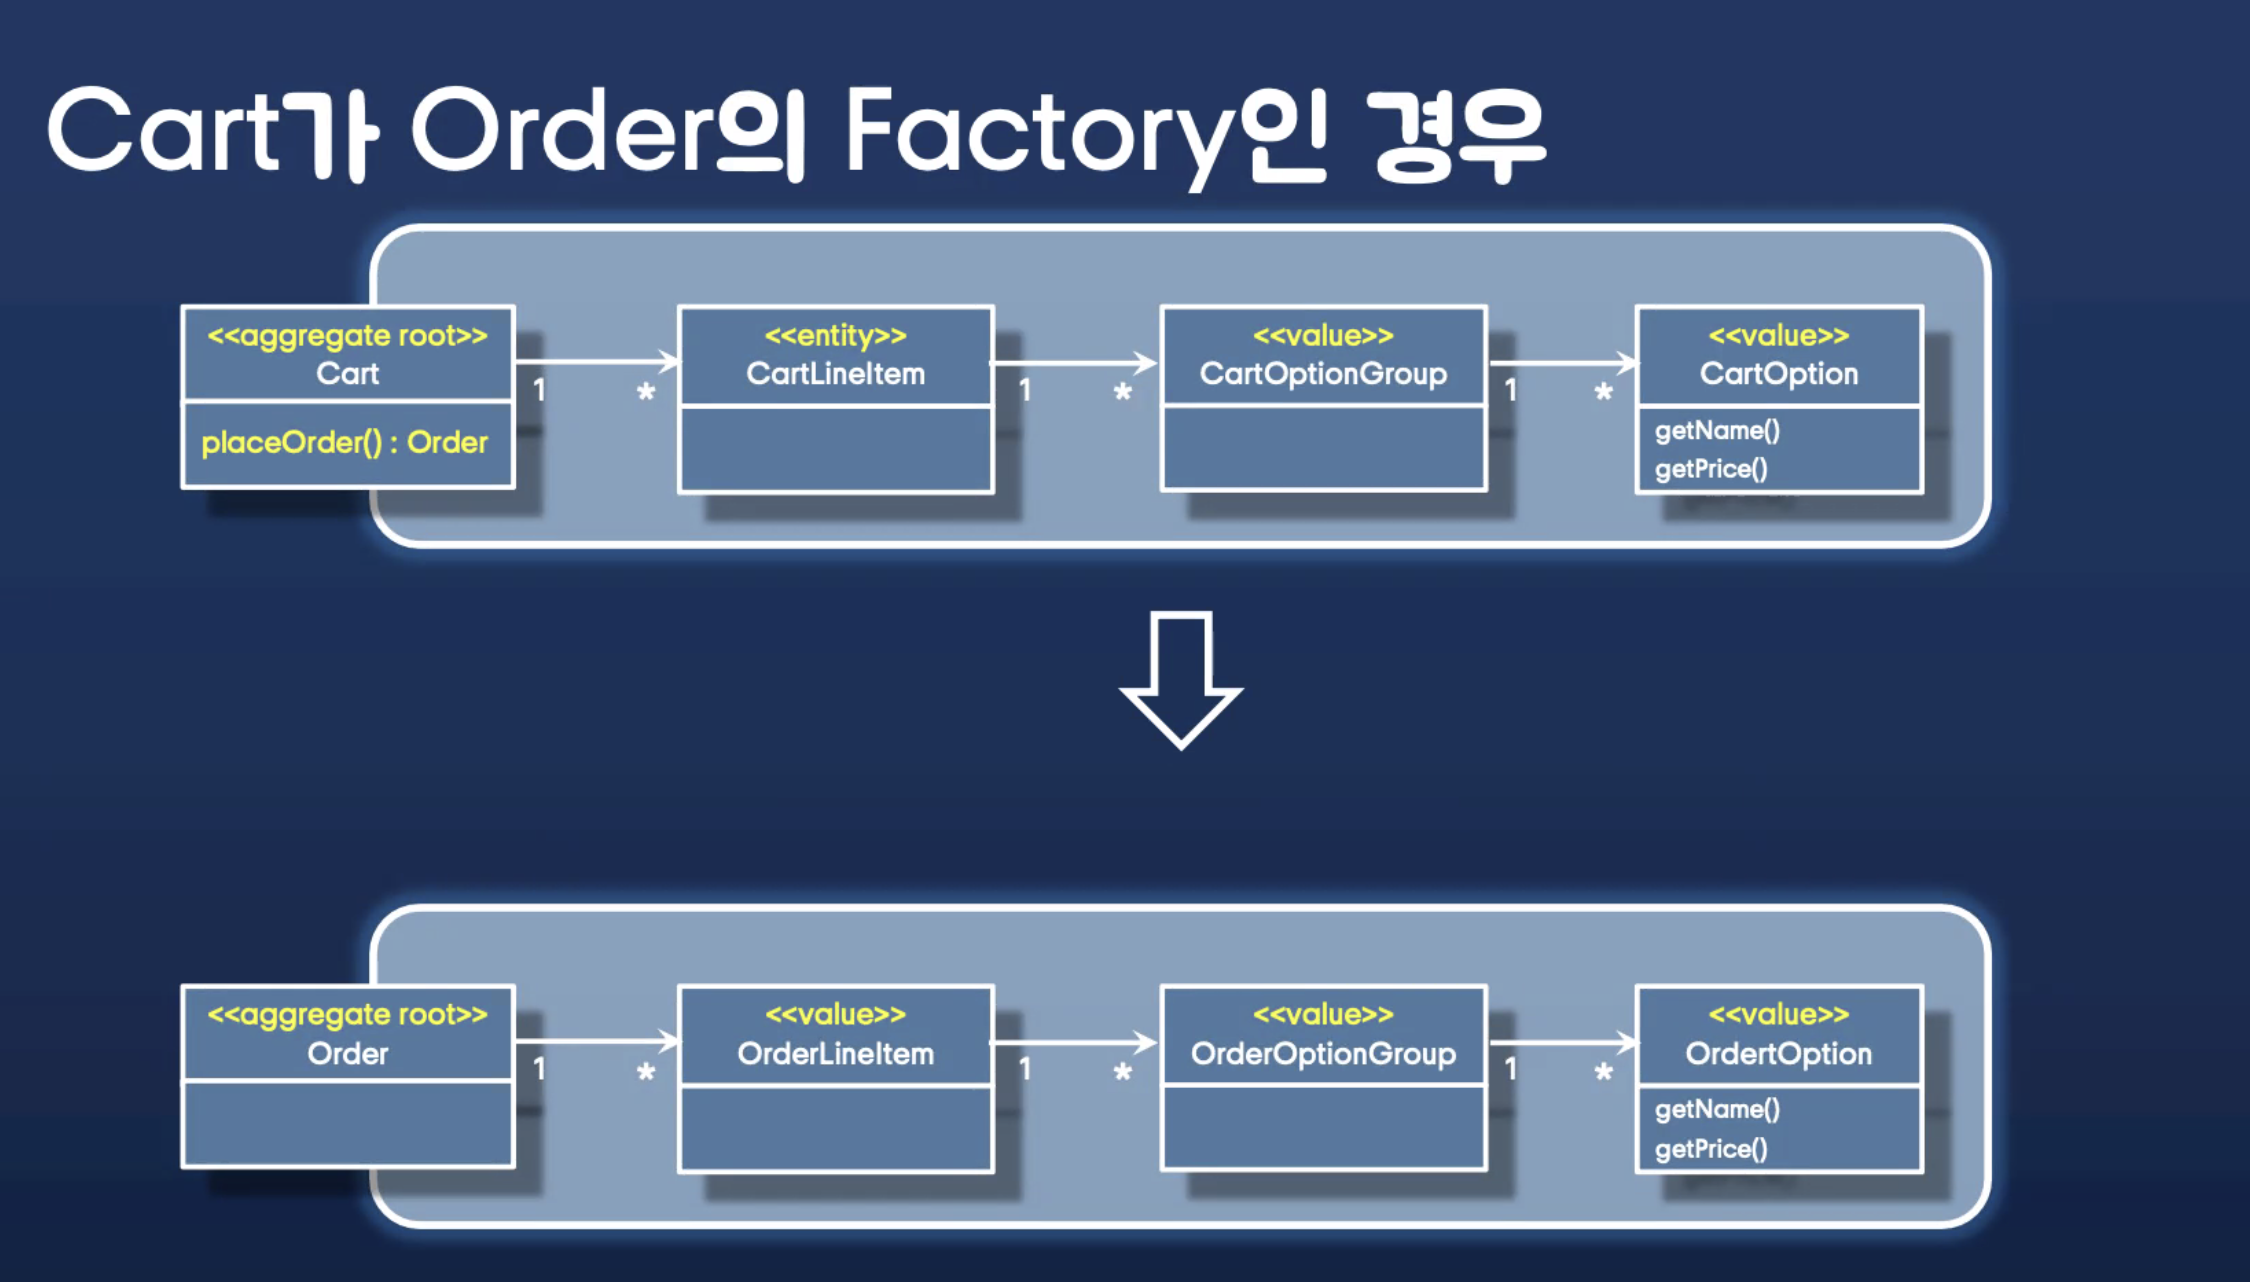 Cart가 Order의 Factory인 경우
<<aggregate root>>
Cart
placeOrder() : Order
1
*
<<entity>>
CartLineItem
1
*
<<value>>
CartOptionGroup
1
*
<<value>>
CartOption
getName()
getPrice()
<<aggregate root>>
Order
1
*
<<value>>
OrderLineItem
1
*
<<value>>
OrderOptionGroup
1
*
<<value>>
OrdertOption
getName()
getPrice()